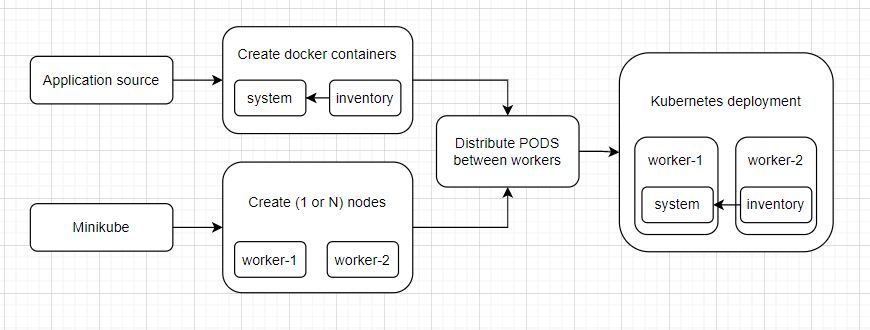 Application source
Create docker containers
system
inventory
Minikube
Create (1 or N) nodes
worker-1
worker-2
Distribute PODS
between workers
Kubernetes deployment
worker-1
worker-2
system
inventory